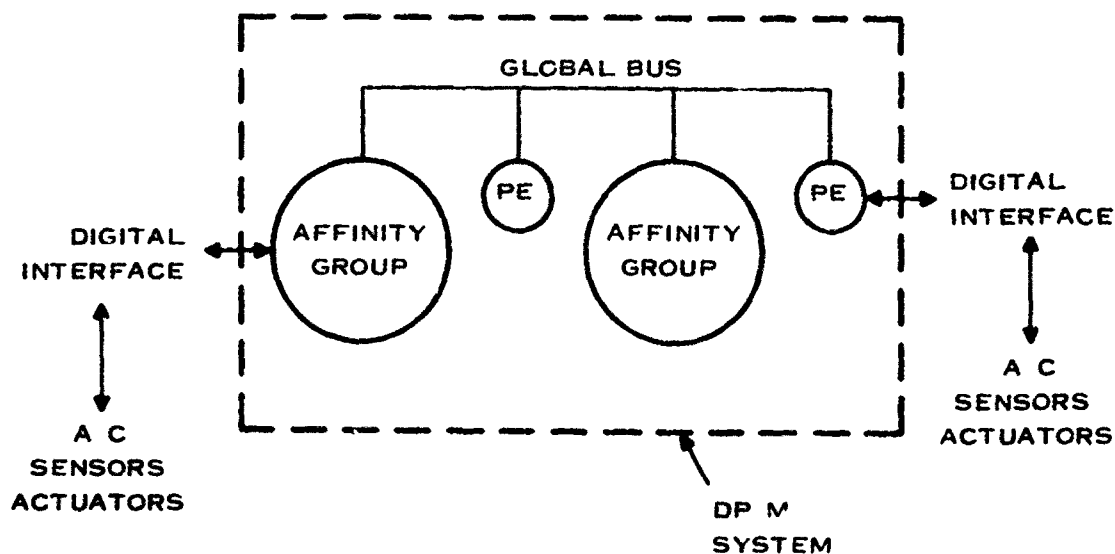 GLOBAL BUS
AFFINITY
GROUP
PE
AFFINITY
GROUP
PE
DIGITAL
INTERFACE
A C
SENSORS
ACTUATORS
DIGITAL
INTERFACE
A C
SENSORS
ACTUATORS
DP M
SYSTEM